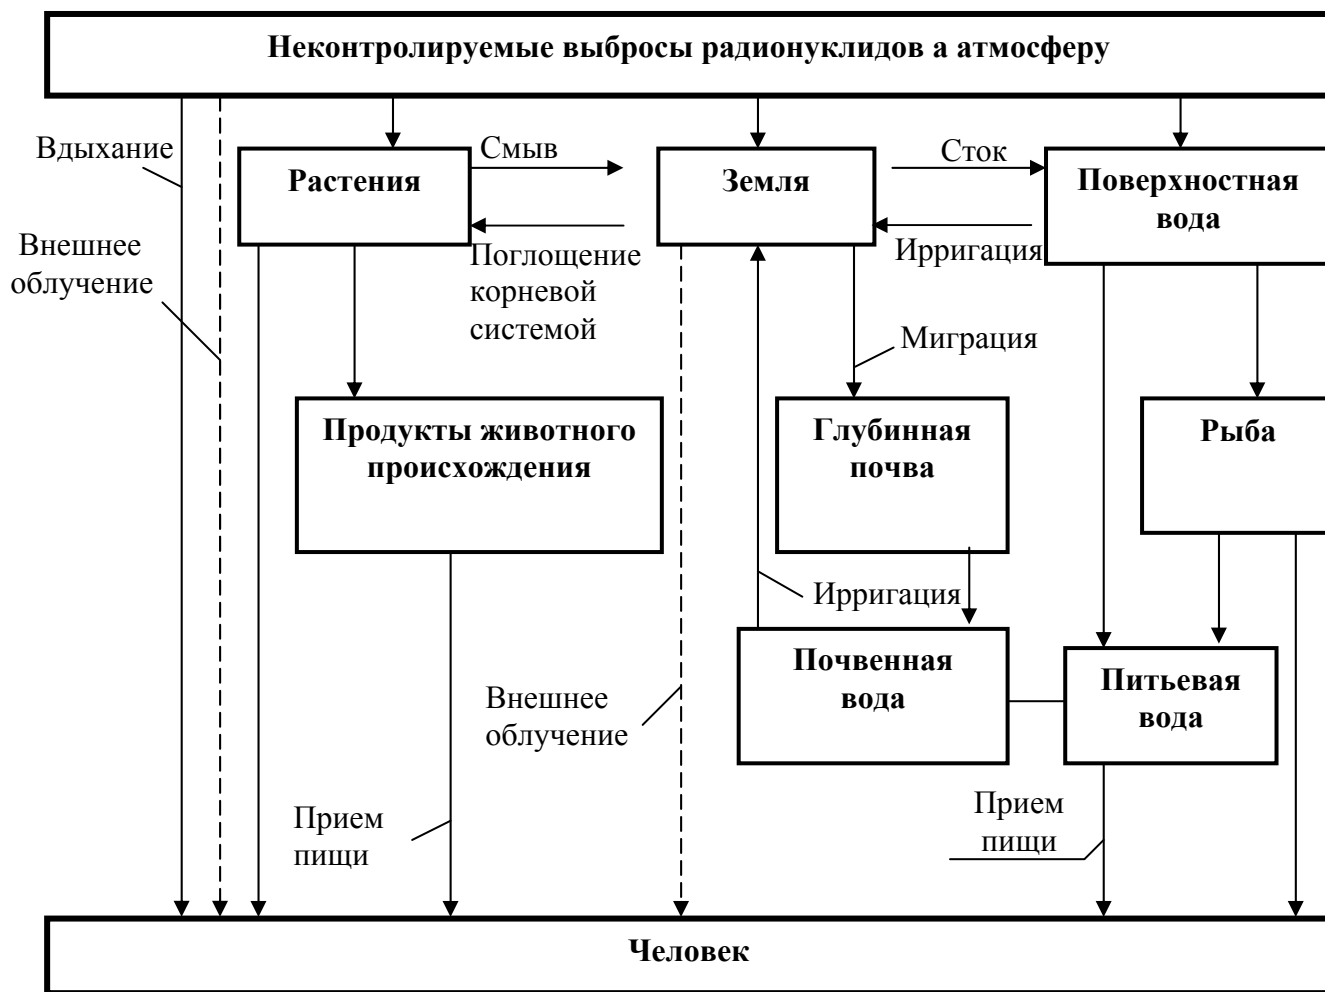 Неконтролируемые выбросы радионуклидов а атмосферу
Вдыхание
Смыв
Сток
Растения
Земля
Поверхностная
вода
Внешнее
облучение
Поглощение
корневой
системой
Ирригация
Миграция
Продукты животного
происхождения
Глубинная
почва
Рыба
Ирригация
Почвенная
вода
Питьевая
вода
Внешнее
облучение
Прием
пищи
Прием
пищи
Человек